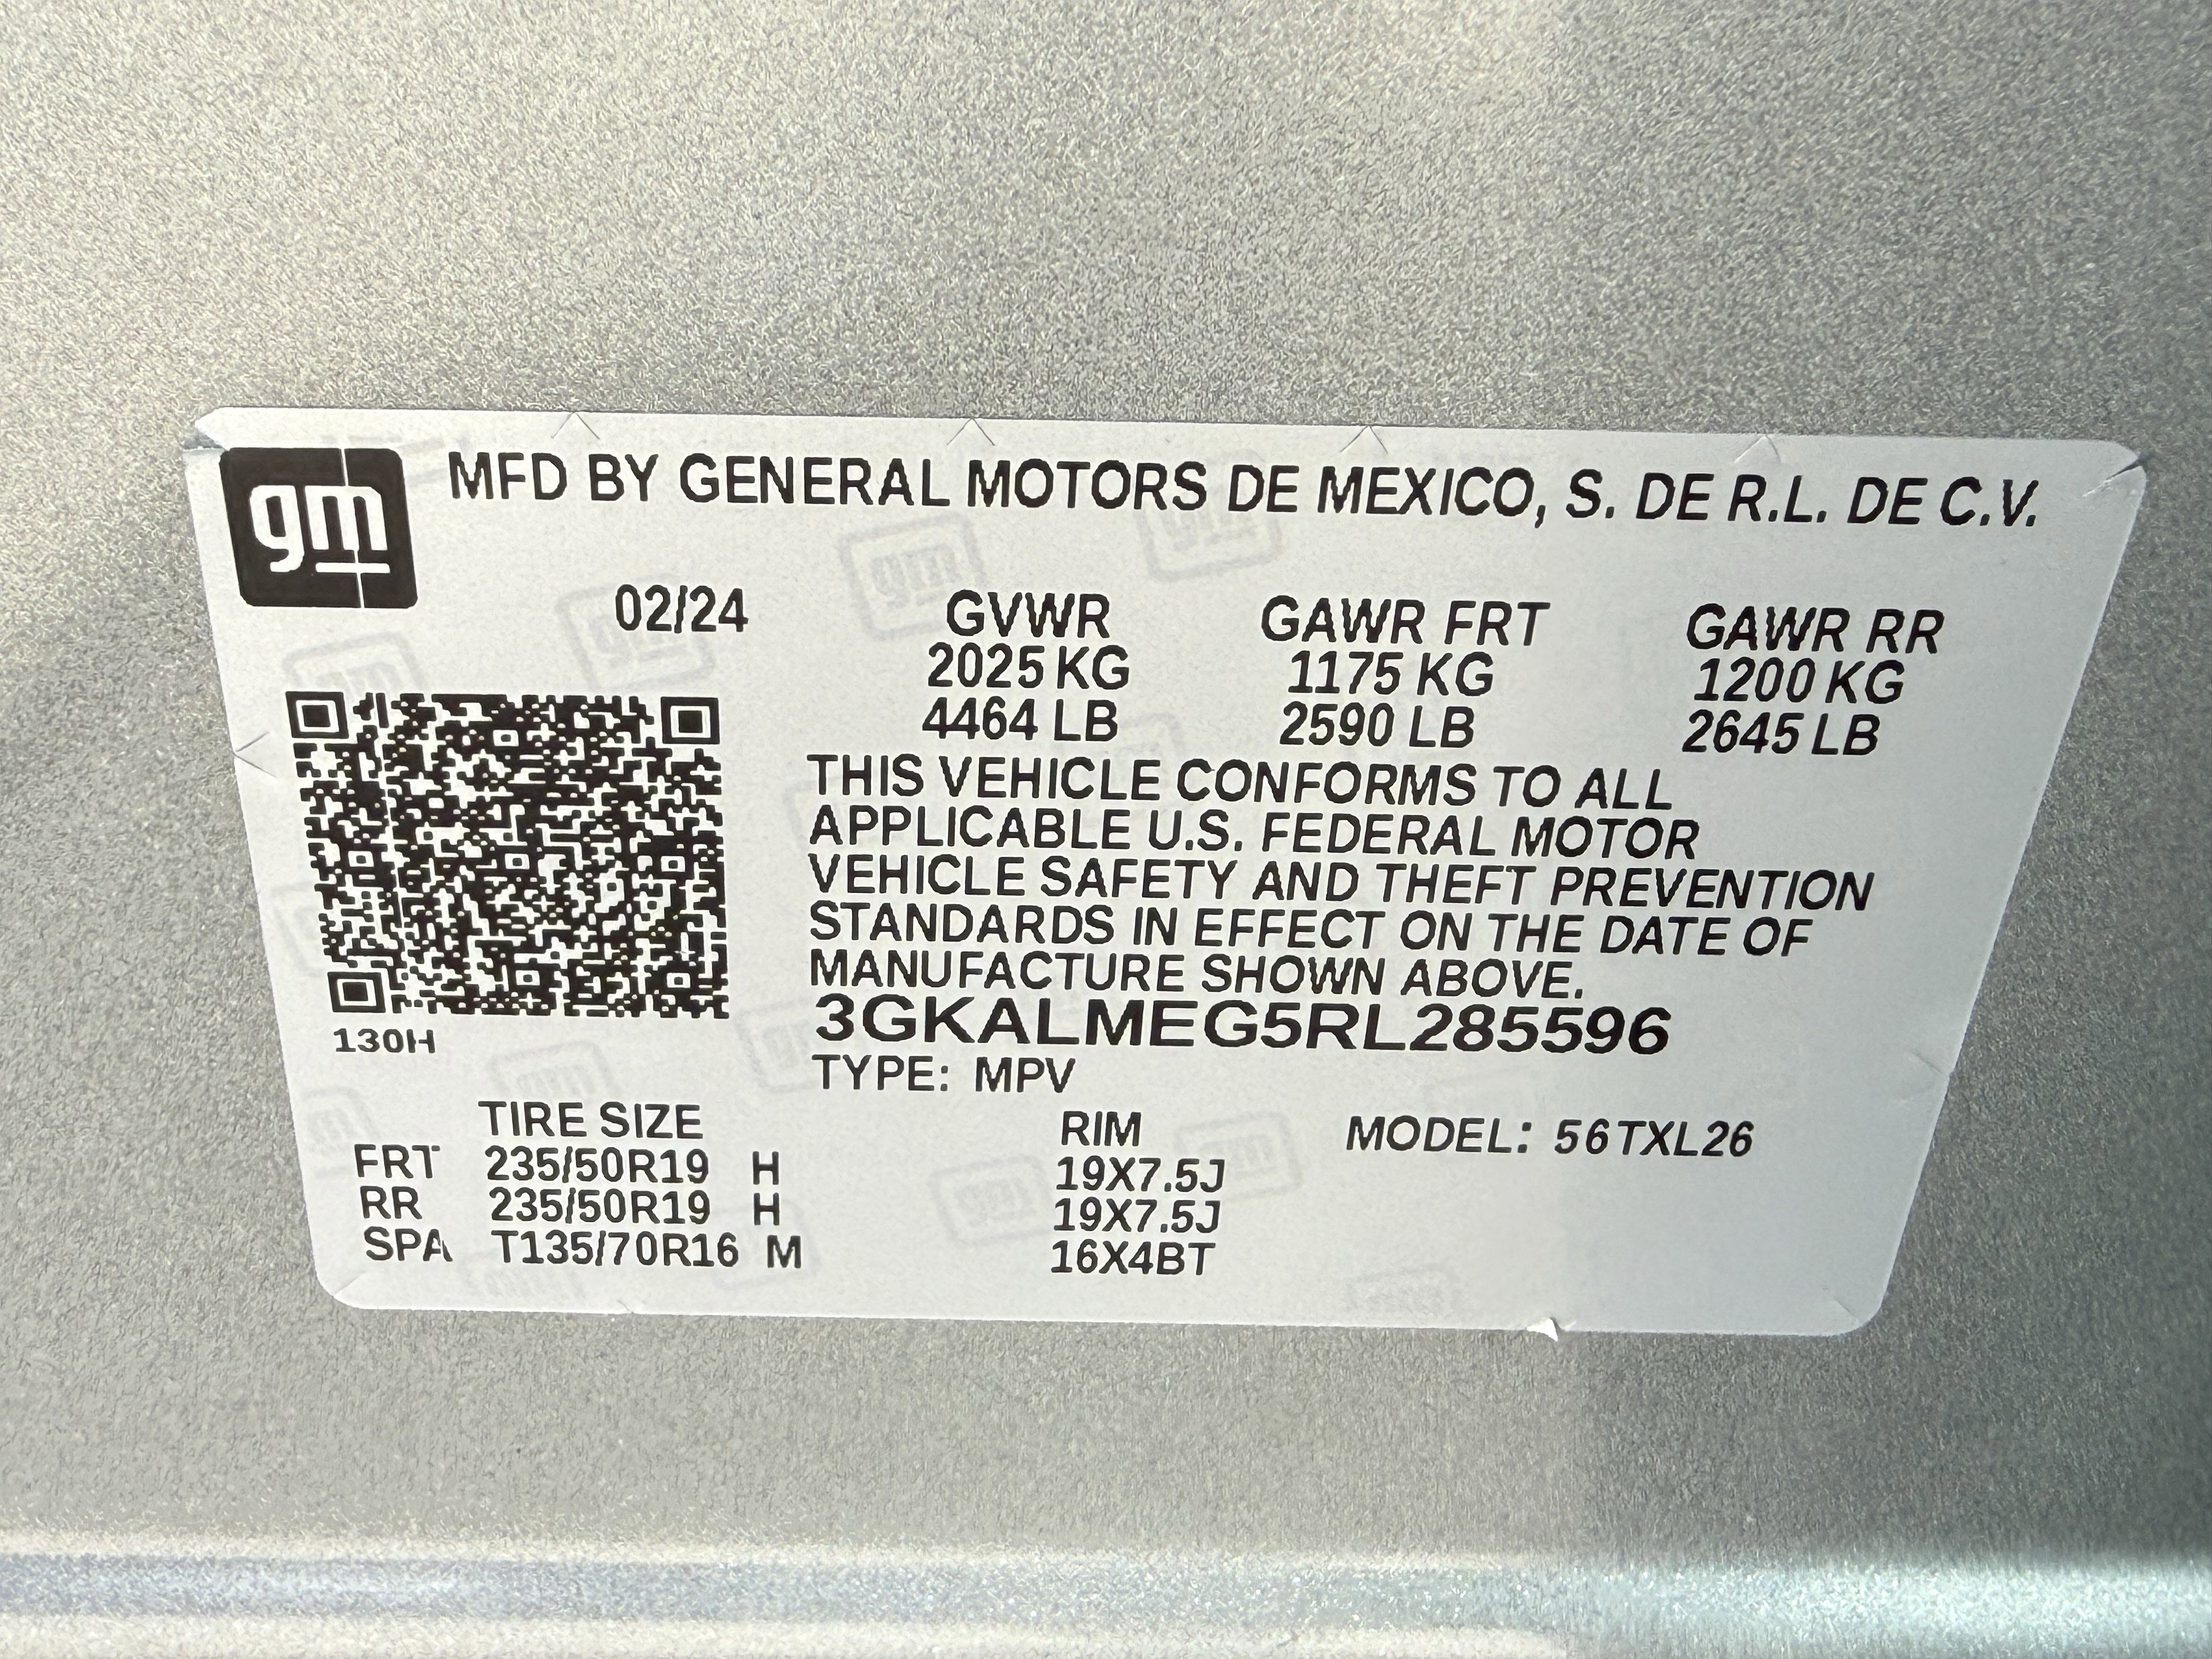 gm MFD BY GENERAL MOTORS DE MEXICO, S. DE R.L. DE C.V.
02/24 GVWR GAWR FRT GAWR RR
2025 KG 1175 KG 1200 KG
4464 LB 2590 LB 2645 LB
THIS VEHICLE CONFORMS TO ALL
APPLICABLE U.S. FEDERAL MOTOR
VEHICLE SAFETY AND THEFT PREVENTION
STANDARDS IN EFFECT ON THE DATE OF
MANUFACTURE SHOWN ABOVE.
3GKALMEG5RL285596
130H
TYPE: MPV
TIRE SIZE RIM MODEL: 56TXL26
FRT 235/50R19 H 19X7.5J
RR 235/50R19 H 19X7.5J
SPA T135/70R16 M 16X4BT